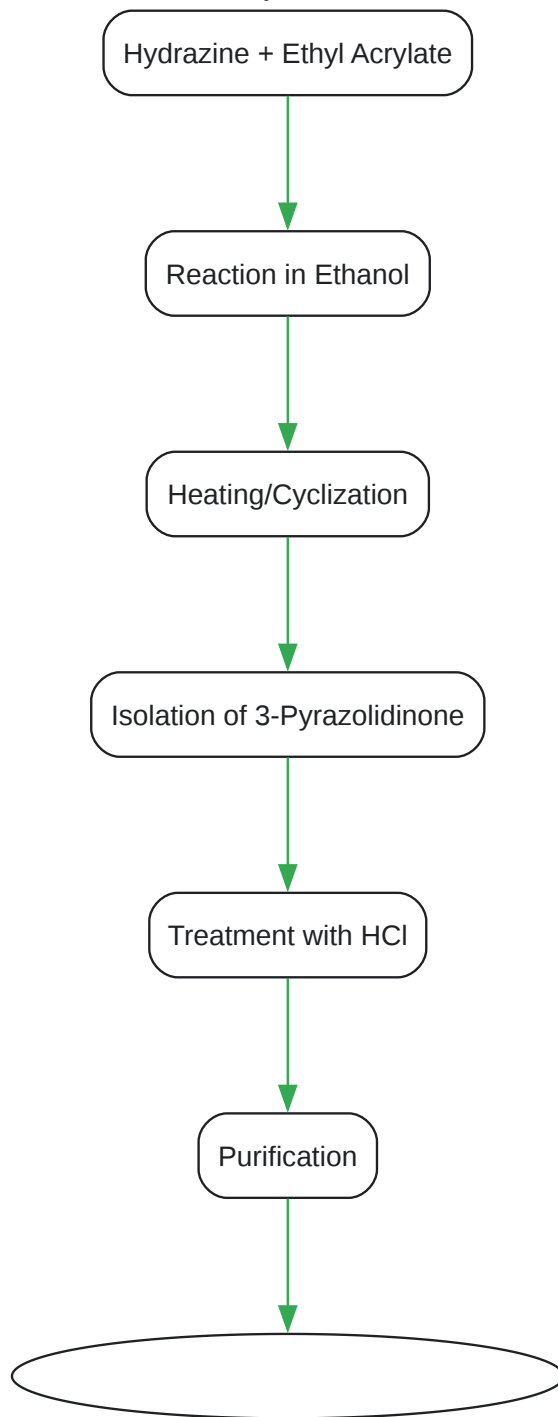 Hydrazine + Ethyl Acrylate
Reaction in Ethanol
Heating/Cyclization
Isolation of 3-Pyrazolidinone
Treatment with HCl
Purification